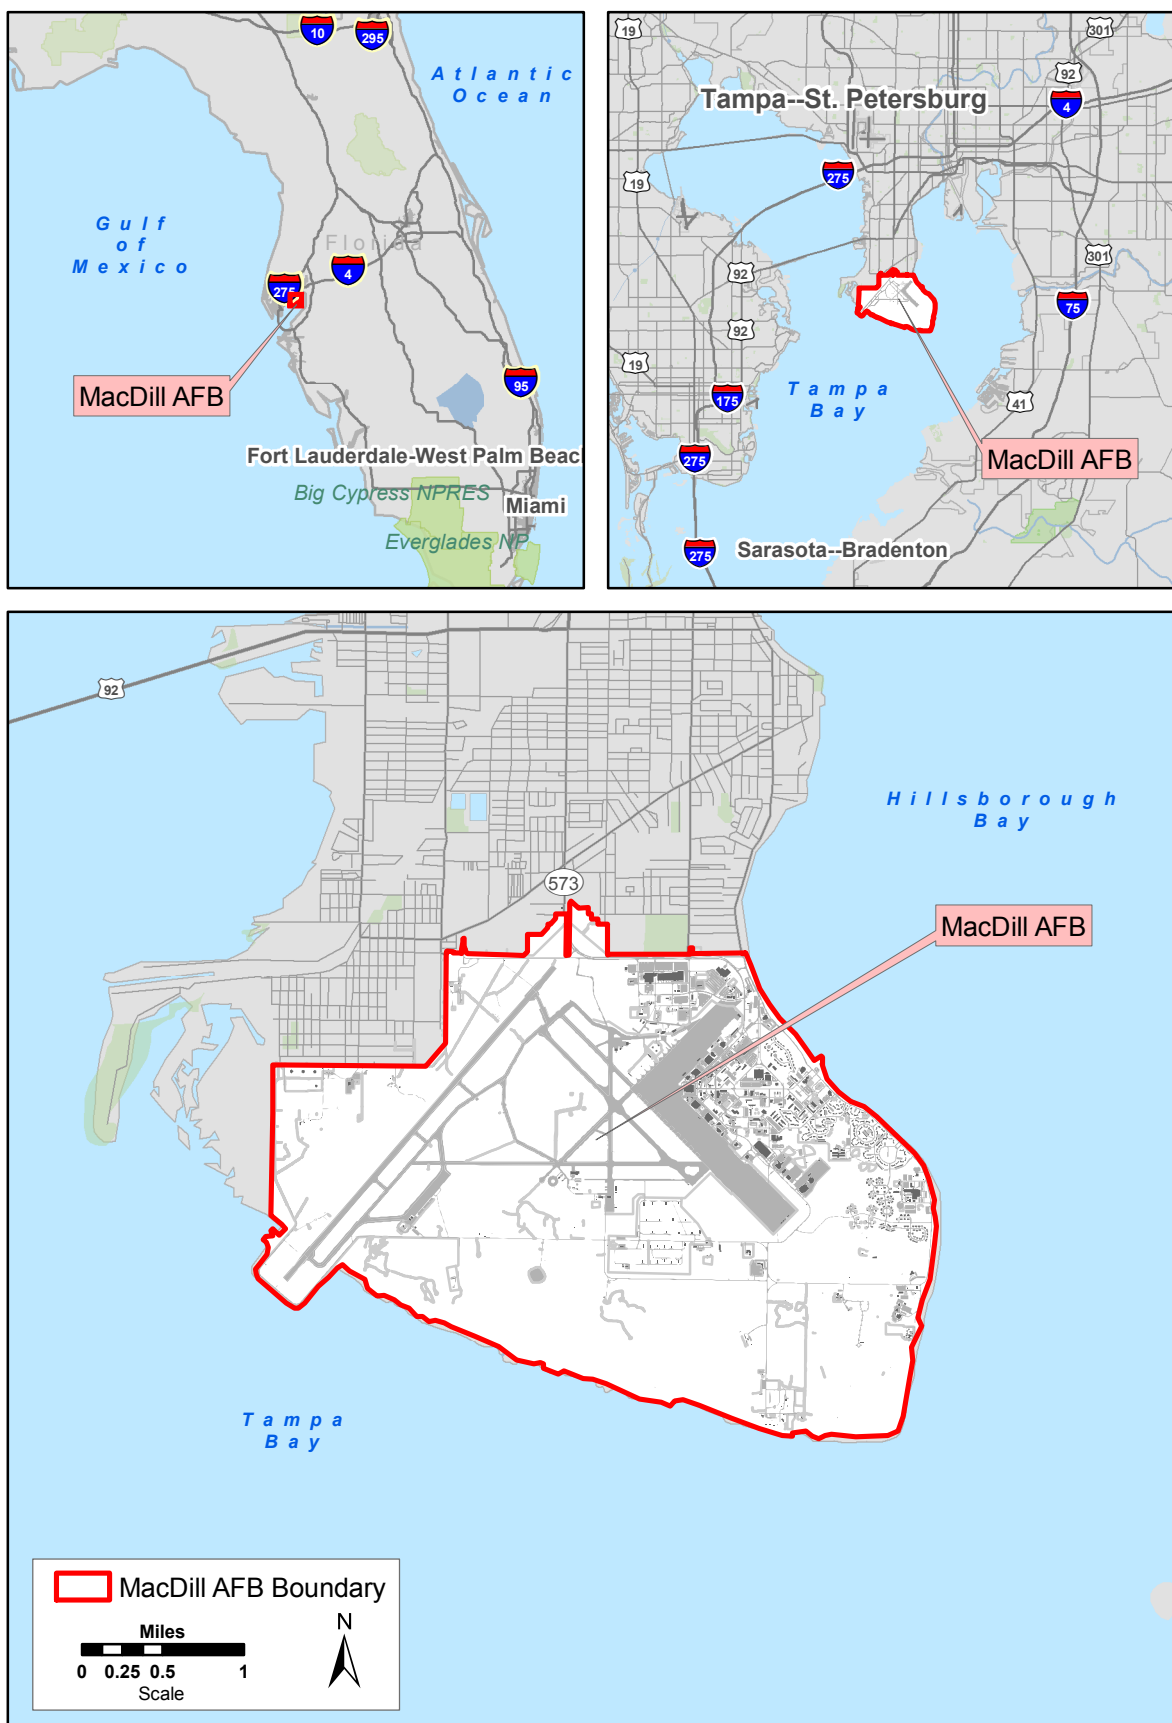 10
295
Atlantic
Ocean
Gulf
of
Mexico
Florida
4
275
MacDill AFB
95
Fort Lauderdale-West Palm Beach
Big Cypress NPRES
Miami
Everglades NP
19
301
92
Tampa--St. Petersburg
4
275
19
92
301
75
92
19
Tampa
Bay
175
41
275
MacDill AFB
275
Sarasota--Bradenton
92
Hillsborough
Bay
573
MacDill AFB
Tampa
Bay
MacDill AFB Boundary
Miles
N
0 0.25 0.5 1
Scale